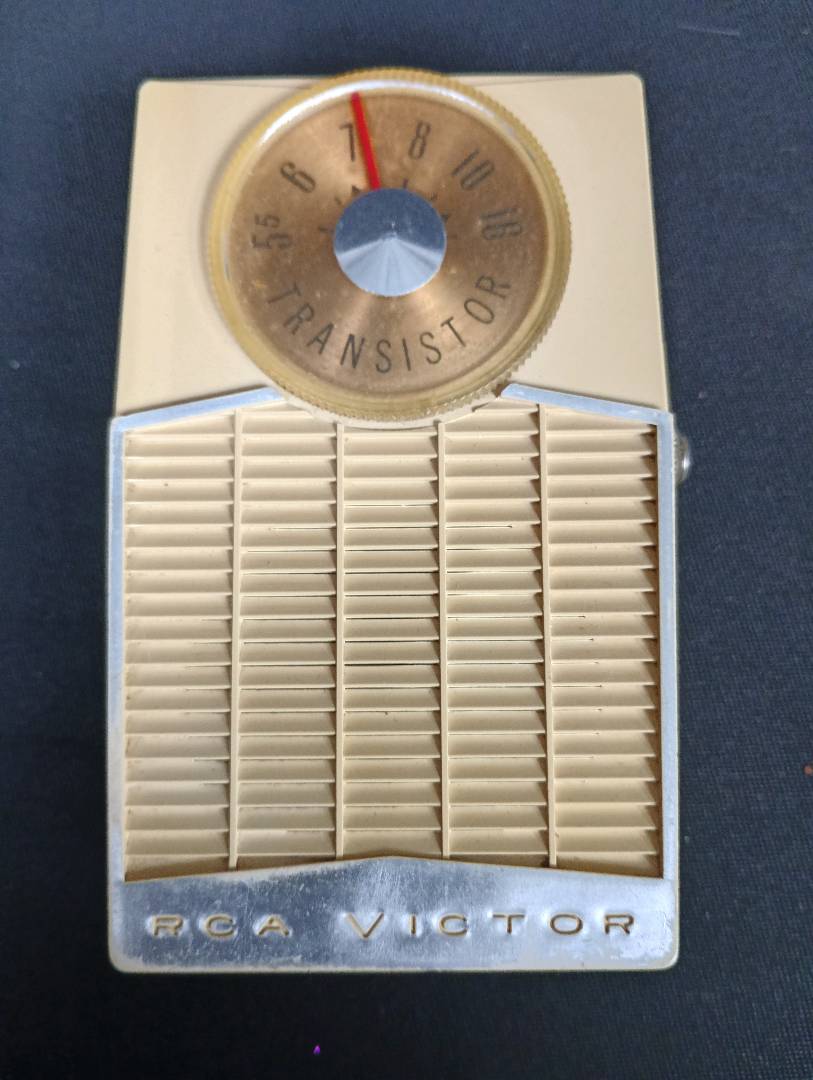 55 6 7 8 10 16
TRANSISTOR
RCA VICTOR